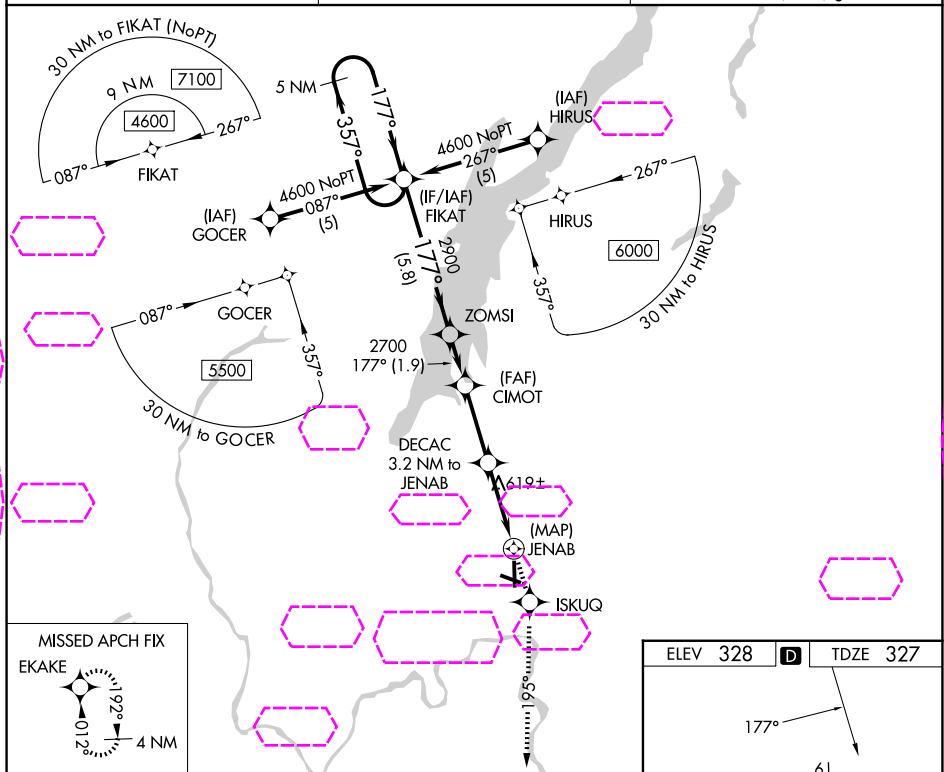 30 NM to FIKAT (NoPT)
9 NM
7100
4600
087°
267°
FIKAT
5 NM
177°
357°
(IAF)
HIRUS
4600 NoPT
267°
(5)
4600 NoPT
087°
(5)
(IAF)
GOCER
(IF/IAF)
FIKAT
267°
HIRUS
6000
357°
30 NM to HIRUS
2900
177°
(5.8)
087°
GOCER
5500
357°
30 NM to GOCER
ZOMSI
2700
177° (1.9)
(FAF)
CIMOT
DECAC
3.2 NM to
JENAB
619±
(MAP)
JENAB
ISKUQ
195°
MISSED APCH FIX
EKAKE
192°
012°
4 NM
ELEV 328
D
TDZE 327
177°